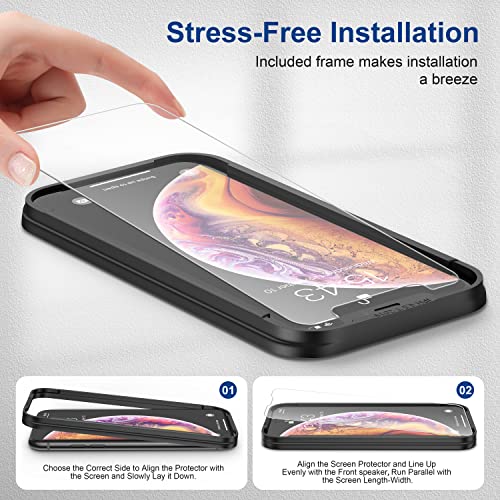 Stress-Free Installation
Included frame makes installation
a breeze
01
Choose the Correct Side to Align the Protector with
the Screen and Slowly Lay it Down.
02
Align the Screen Protector and Line Up
Evenly with the Front speaker, Run Parallel with
the Screen Length-Width.